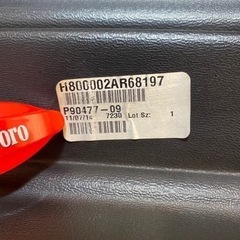 H800002AR68197
P90477-09
11/07/14 7230 Lot Sz: 1
oro